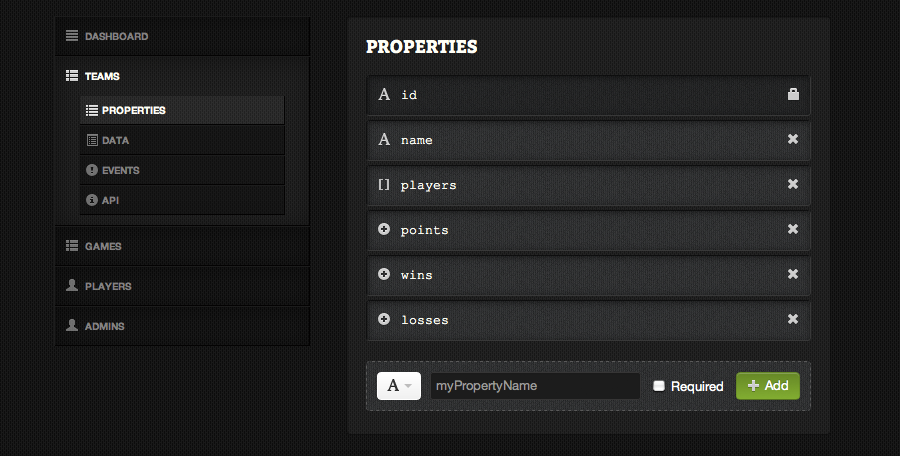 DASHBOARD
TEAMS
PROPERTIES
DATA
EVENTS
API
GAMES
PLAYERS
ADMINS
PROPERTIES
A id
A name
[] players
points
wins
losses
A myPropertyName Required Add